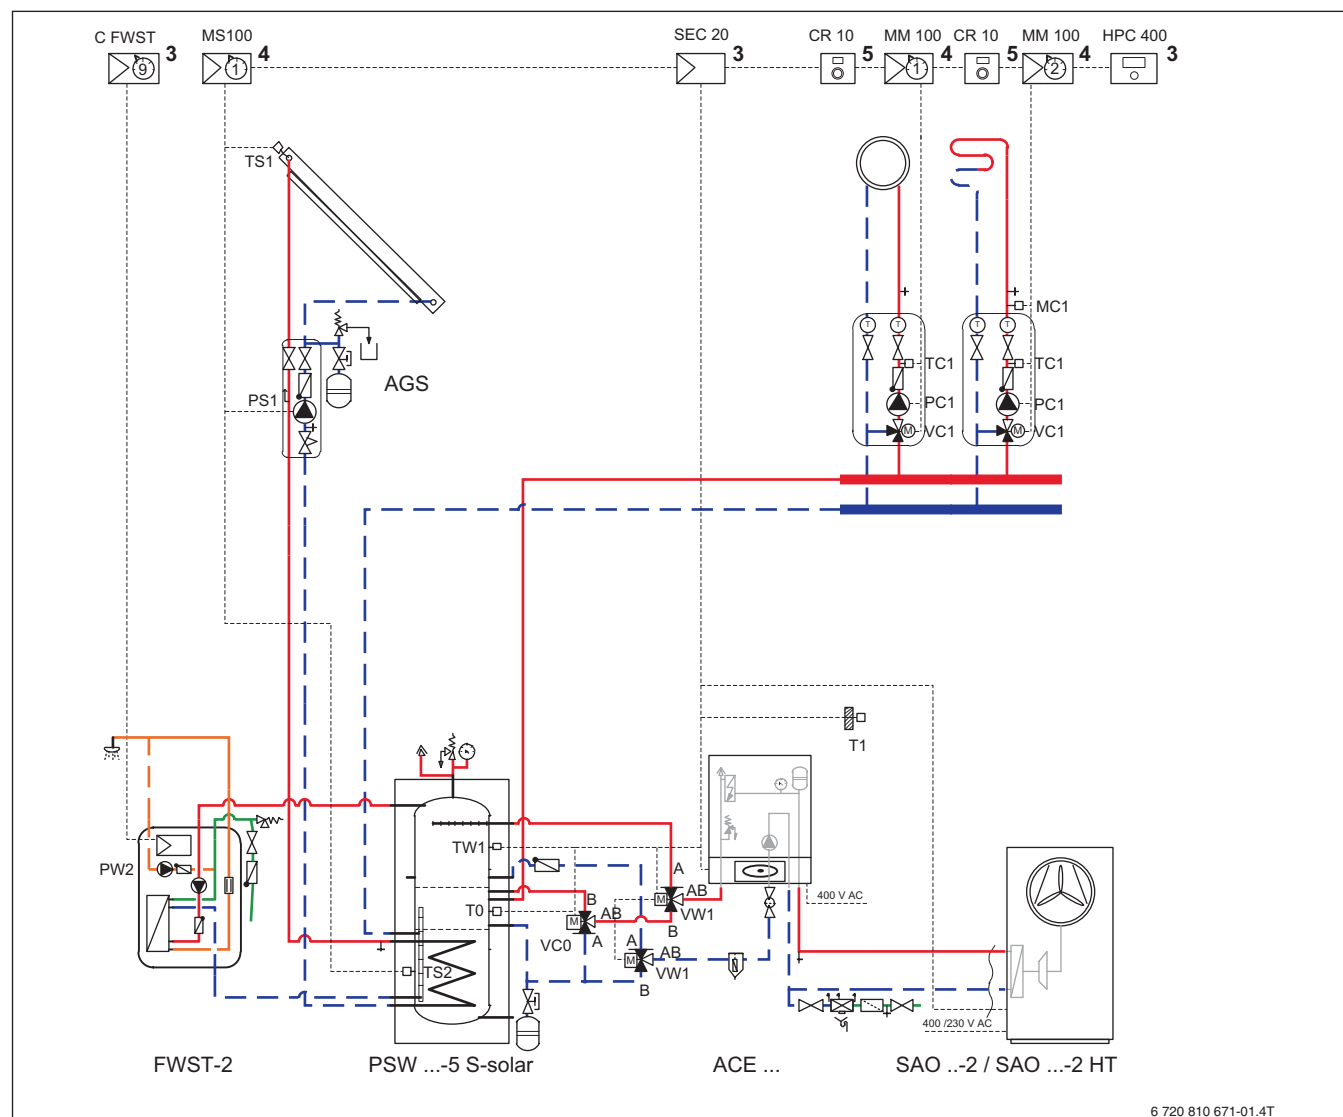 C FWST 3
MS100 4
SEC 20 3
CR 10 5
MM 100 4
CR 10 5
MM 100 4
HPC 400 3
9
1
1
2
TS1
MC1
T T T T
AGS
TC1 TC1
PS1
PC1 PC1
M VC1 M VC1
T1
TW1
PW2
A
B AB
M AB M VW1
T0
A B
VC0
A AB
M VW1
B
TS2
400 V AC
400 /230 V AC
FWST-2
PSW ...-5 S-solar
ACE ...
SAO ..-2 / SAO ...-2 HT
6 720 810 671-01.4T